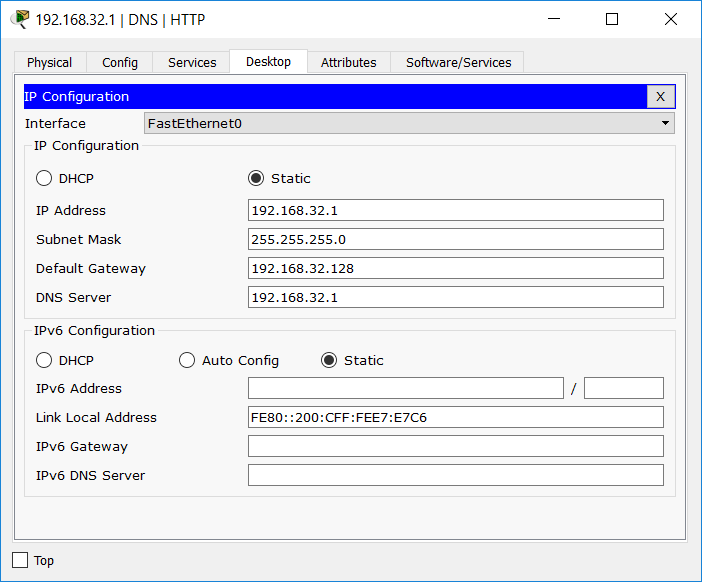 192.168.32.1 | DNS | HTTP
Physical Config Services Desktop Attributes Software/Services
IP Configuration X
Interface FastEthernet0
IP Configuration
DHCP Static
IP Address 192.168.32.1
Subnet Mask 255.255.255.0
Default Gateway 192.168.32.128
DNS Server 192.168.32.1
IPv6 Configuration
DHCP Auto Config Static
IPv6 Address /
Link Local Address FE80::200:CFF:FEE7:E7C6
IPv6 Gateway
IPv6 DNS Server
Top